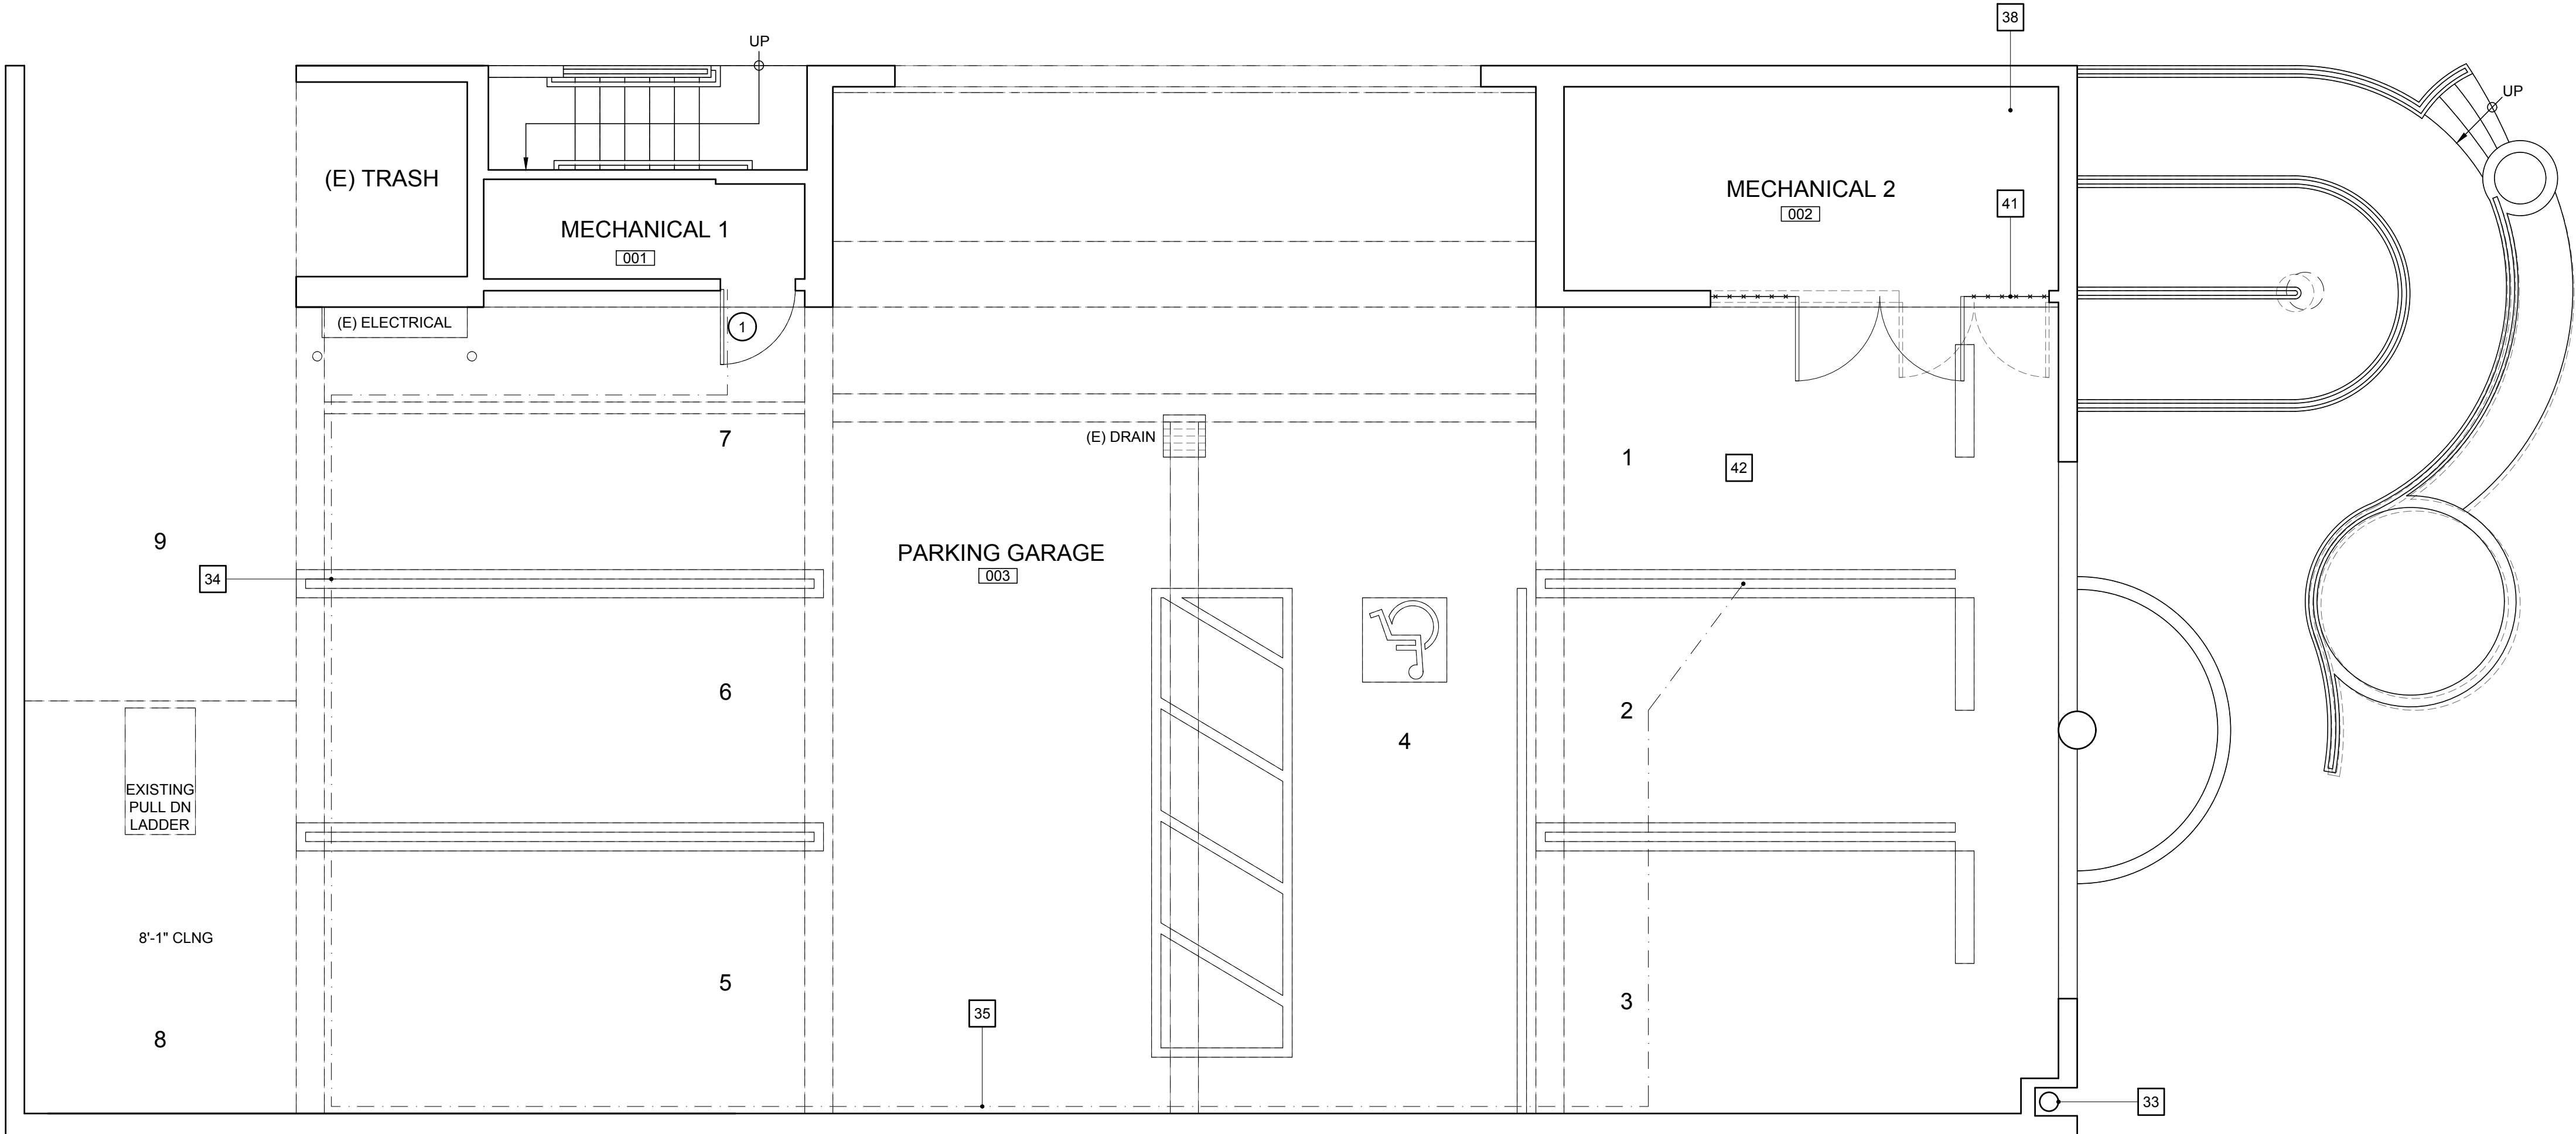 38
UP
UP
(E) TRASH
MECHANICAL 1
001
MECHANICAL 2
002
41
(E) ELECTRICAL
1
7
(E) DRAIN
1
42
9
34
PARKING GARAGE
003
6
2
4
EXISTING
PULL DN
LADDER
8'-1" CLNG
5
3
35
8
33